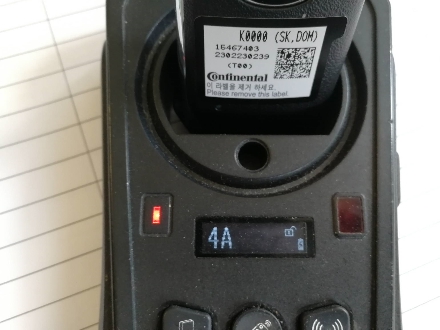 K0000 (SK,DOM)
16467403
2302230239
(T00)
Continental
이 라벨을 제거 하세요.
Please remove this label.
4A